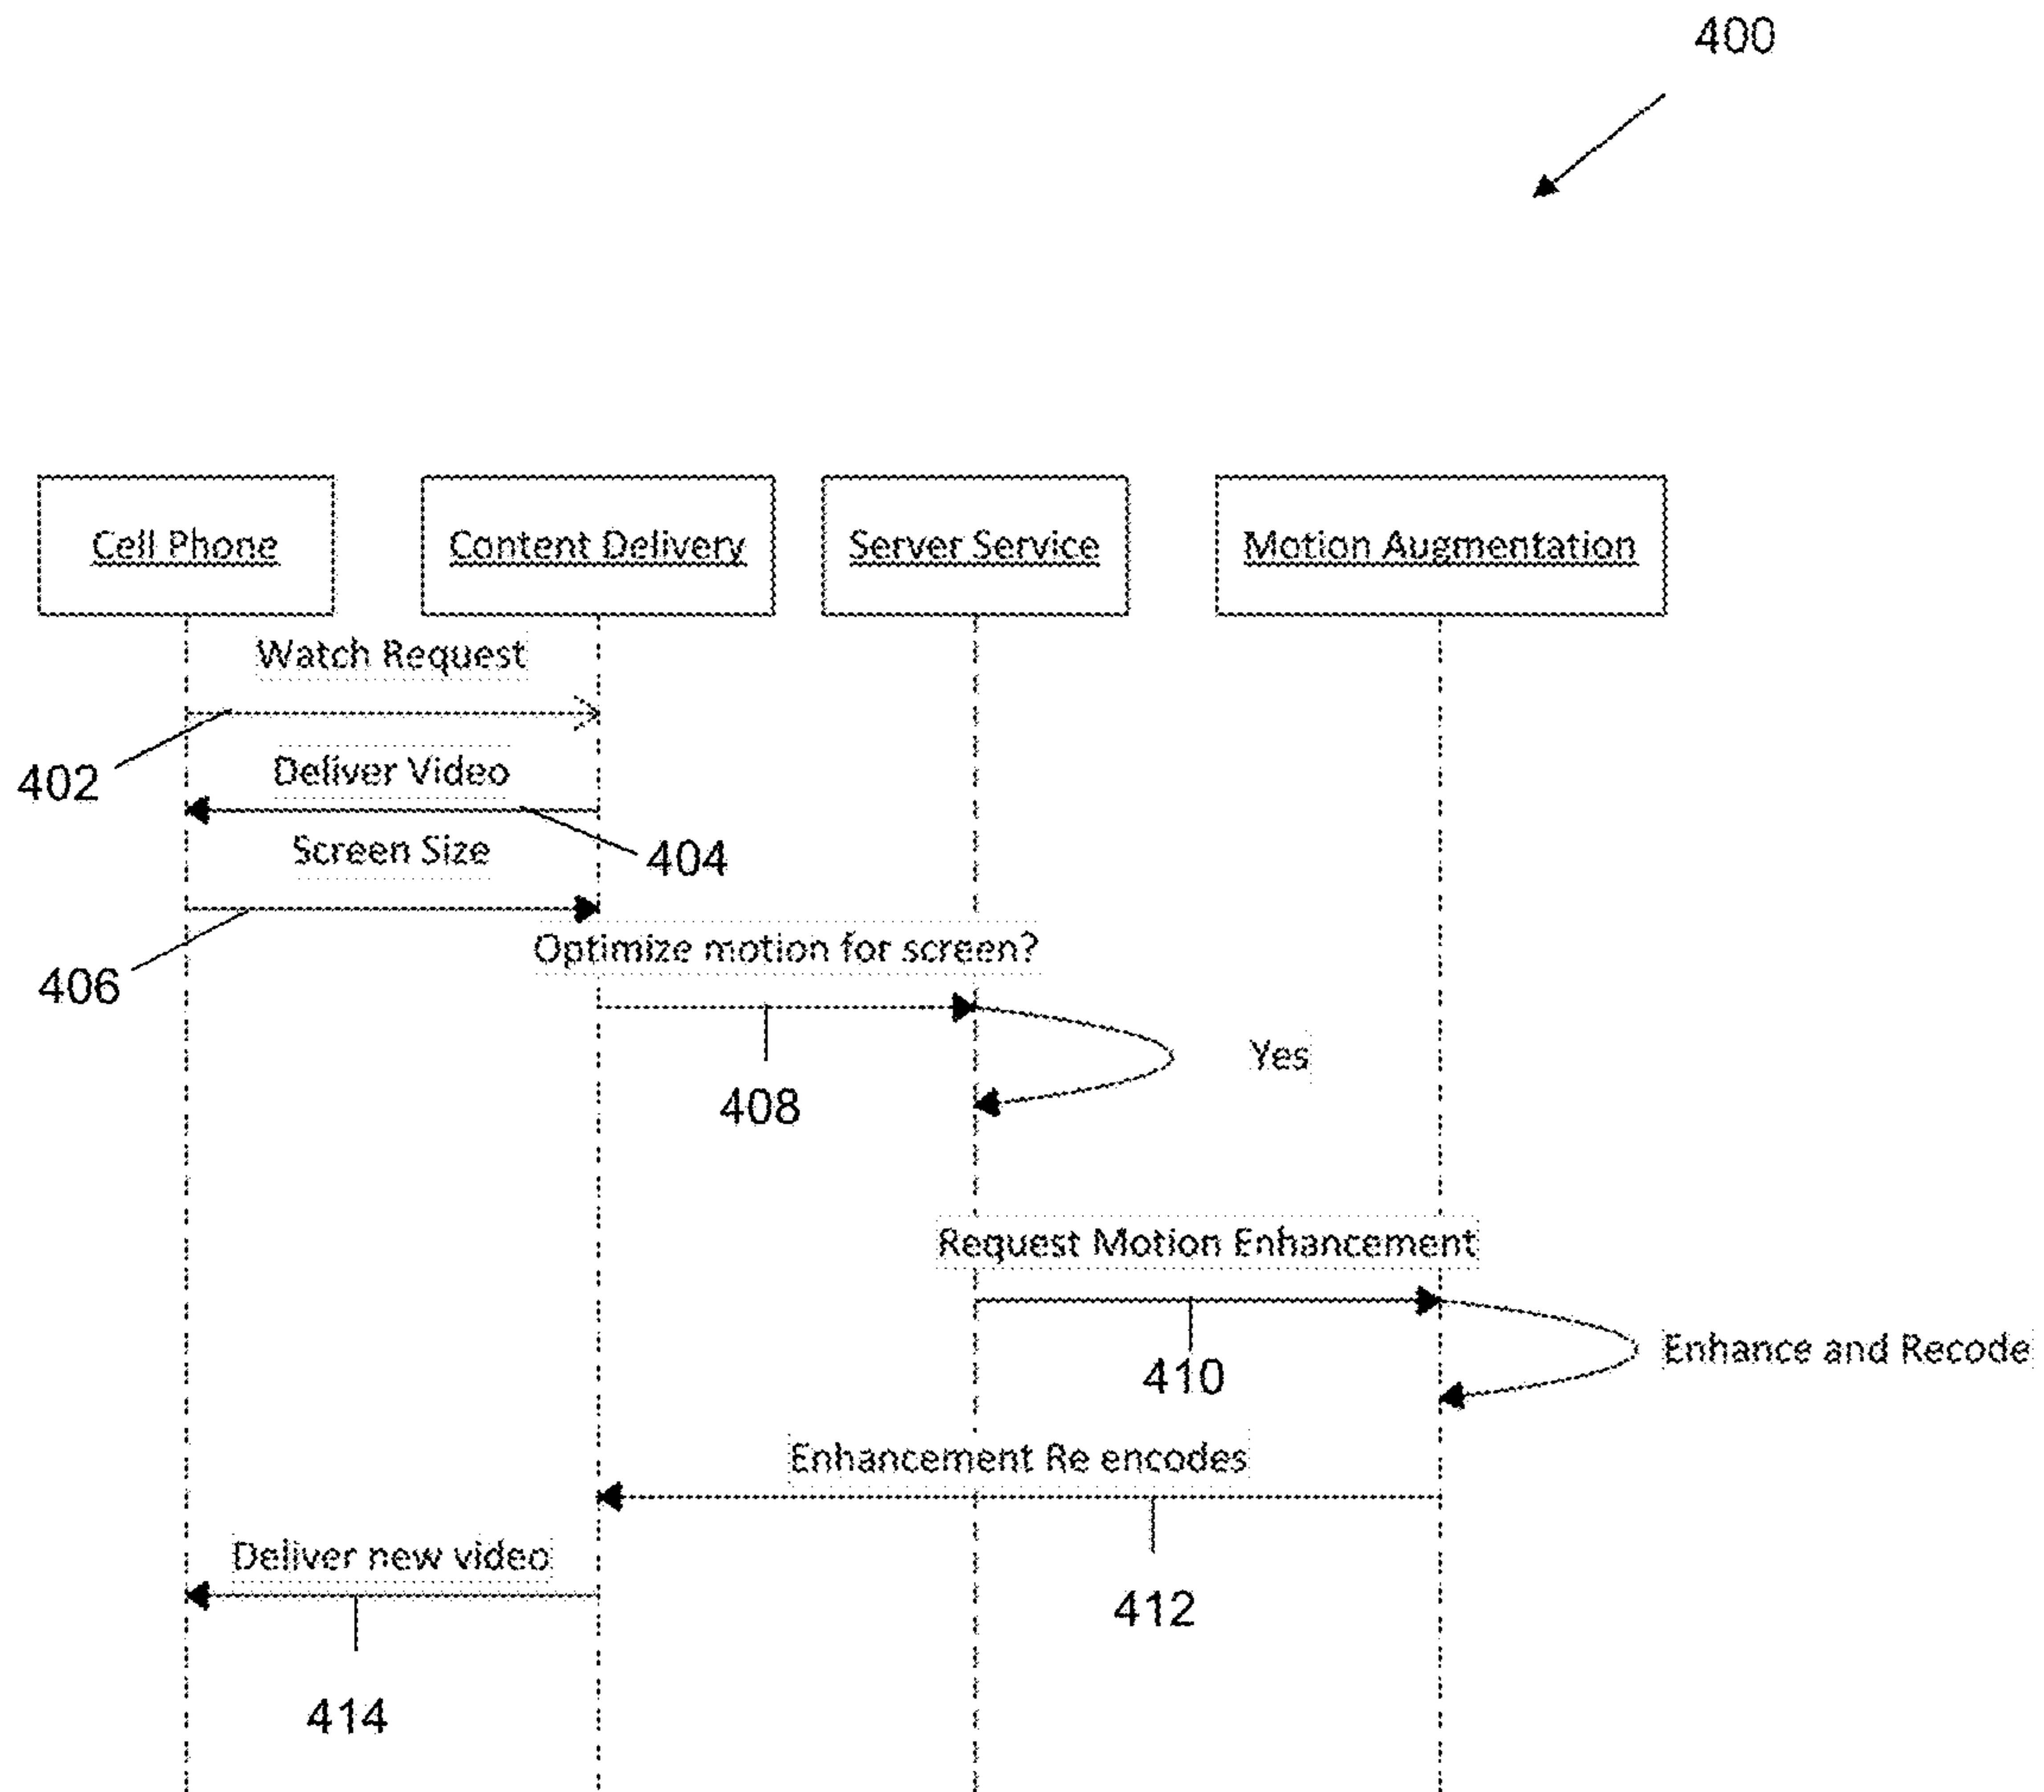 400
Cell Phone
Content Delivery
Server Service
Motion Augmentation
Watch Request
402
Deliver Video
404
Screen Size
406
Optimize motion for screen?
408
Yes
Request Motion Enhancement
410
Enhance and Recode
Enhancement Re encodes
412
Deliver new video
414